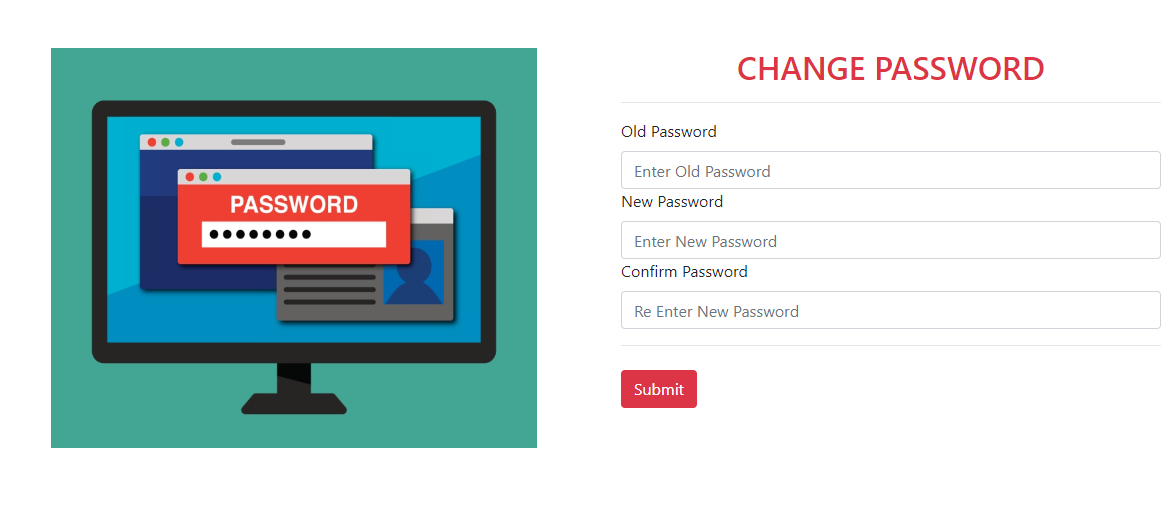 PASSWORD
CHANGE PASSWORD
Old Password
Enter Old Password
New Password
Enter New Password
Confirm Password
Re Enter New Password
Submit